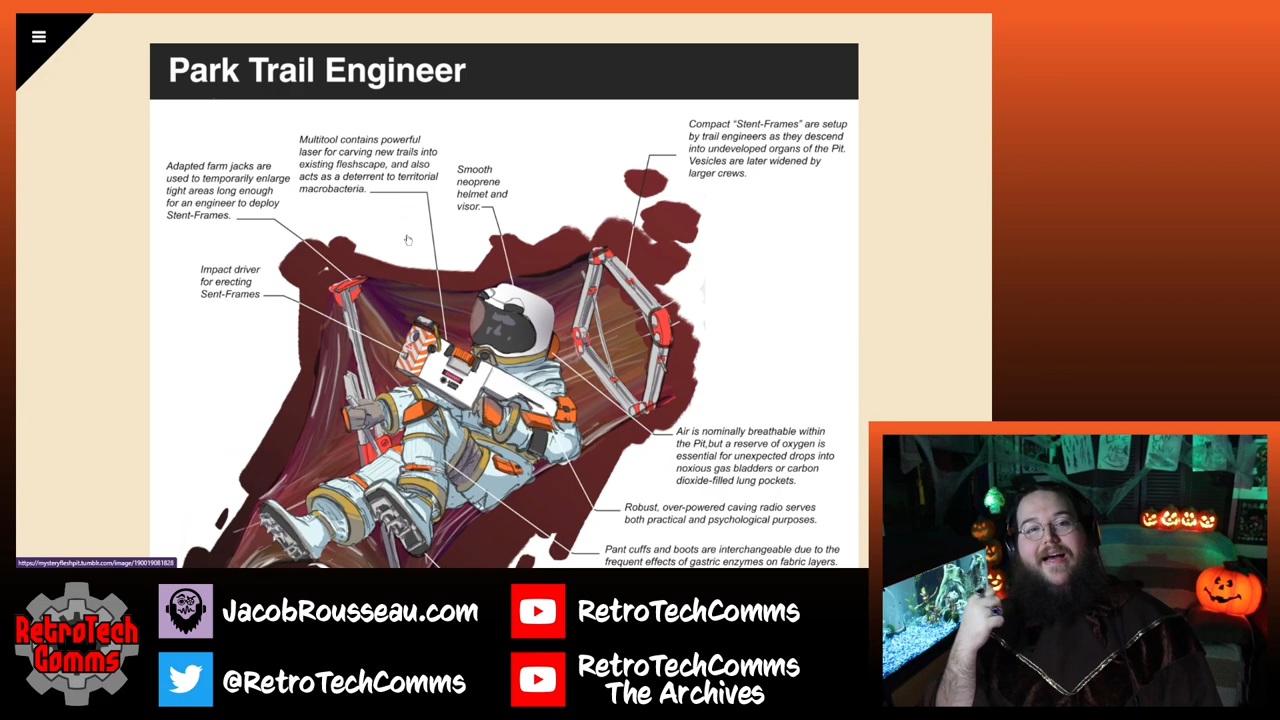 Park Trail Engineer
Adapted farm jacks are
used to temporarily enlarge
tight areas long enough
for an engineer to deploy
Stent-Frames.
Multitool contains powerful
laser for carving new trails into
existing fleshscape, and also
acts as a deterrent to territorial
macrobacteria.
Smooth
neoprene
helmet and
visor.
Compact “Stent-Frames” are setup
by trail engineers as they descend
into undeveloped organs of the Pit.
Vesicles are later widened by
larger crews.
Impact driver
for erecting
Sent-Frames
Air is nominally breathable within
the Pit,but a reserve of oxygen is
essential for unexpected drops into
noxious gas bladders or carbon
dioxide-filled lung pockets.
Robust, over-powered caving radio serves
both practical and psychological purposes.
Pant cuffs and boots are interchangeable due to the
frequent effects of gastric enzymes on fabric layers.
https://mysteryfleshpit.tumblr.com/image/190019081828
RetroTech
Comms
JacobRousseau.com
@RetroTechComms
RetroTechComms
RetroTechComms
The Archives